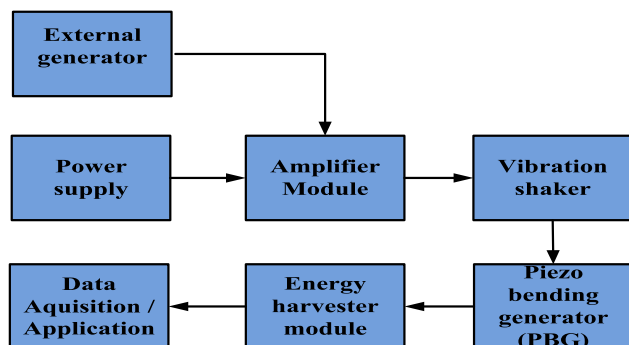 External
generator
Power
supply
Amplifier
Module
Vibration
shaker
Data
Aquisition /
Application
Energy
harvester
module
Piezo
bending
generator
(PBG)